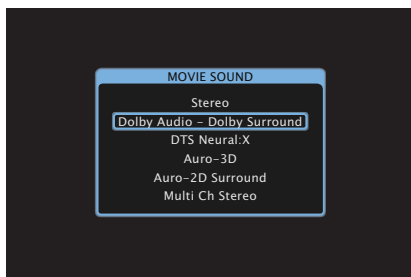 MOVIE SOUND
Stereo
Dolby Audio – Dolby Surround
DTS Neural:X
Auro-3D
Auro-2D Surround
Multi Ch Stereo